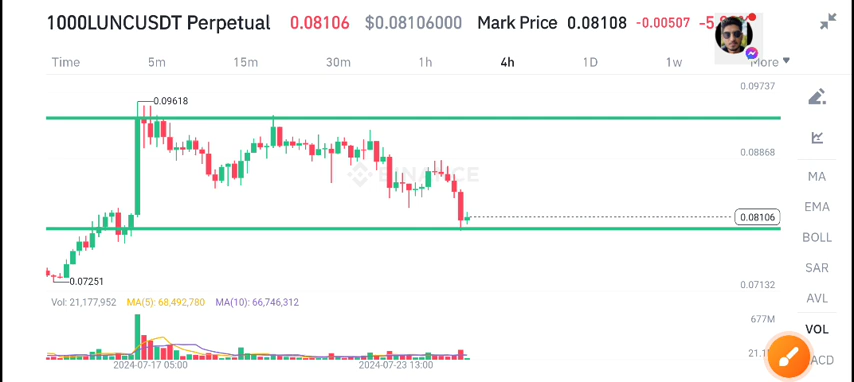 1000LUNCUSDT Perpetual 0.08106 $0.08106000 Mark Price 0.08108 -0.00507
Time 5m 15m 30m 1h 4h 1D 1w More
0.09737
0.09618
0.08868
BINANCE
MA
EMA
0.08106
BOLL
SAR
0.07251
0.07132
AVL
Vol: 21,177,952 MA(5): 68,492,780 MA(10): 66,746,312
677M
VOL
2024-07-17 05:00 2024-07-23 13:00